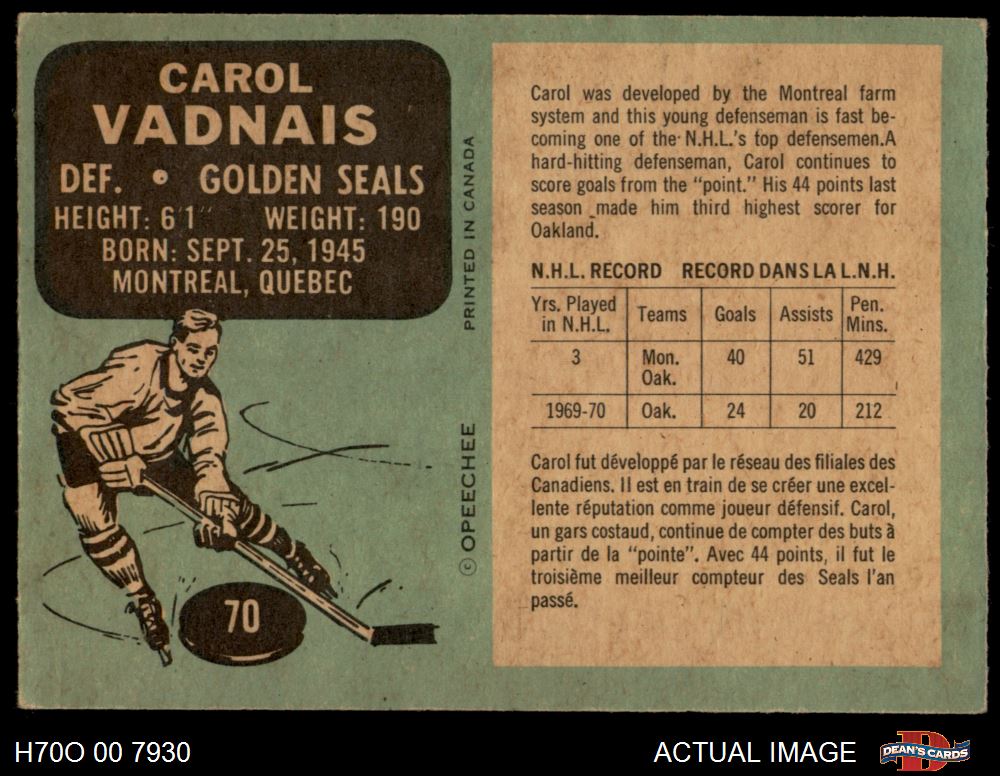 CAROL
VADNAIS
DEF. • GOLDEN SEALS
HEIGHT: 6'1" WEIGHT: 190
BORN: SEPT. 25, 1945
MONTREAL, QUEBEC
70
© OPEECHEE PRINTED IN CANADA
Carol was developed by the Montreal farm
system and this young defenseman is fast be-
coming one of the N.H.L.'s top defensemen.A
hard-hitting defenseman, Carol continues to
score goals from the "point." His 44 points last
season made him third highest scorer for
Oakland.
N.H.L. RECORD RECORD DANS LA L.N.H.
Yrs. Played in N.H.L. Teams Goals Assists Pen. Mins.
3 Mon. Oak. 40 51 429
1969-70 Oak. 24 20 212
Carol fut développé par le réseau des filiales des
Canadiens. Il est en train de se créer une excel-
lente réputation comme joueur défensif. Carol,
un gars costaud, continue de compter des buts à
partir de la "pointe". Avec 44 points, il fut le
troisième meilleur compteur des Seals l'an
passé.
H70O 00 7930
ACTUAL IMAGE
D
DEAN'S CARDS